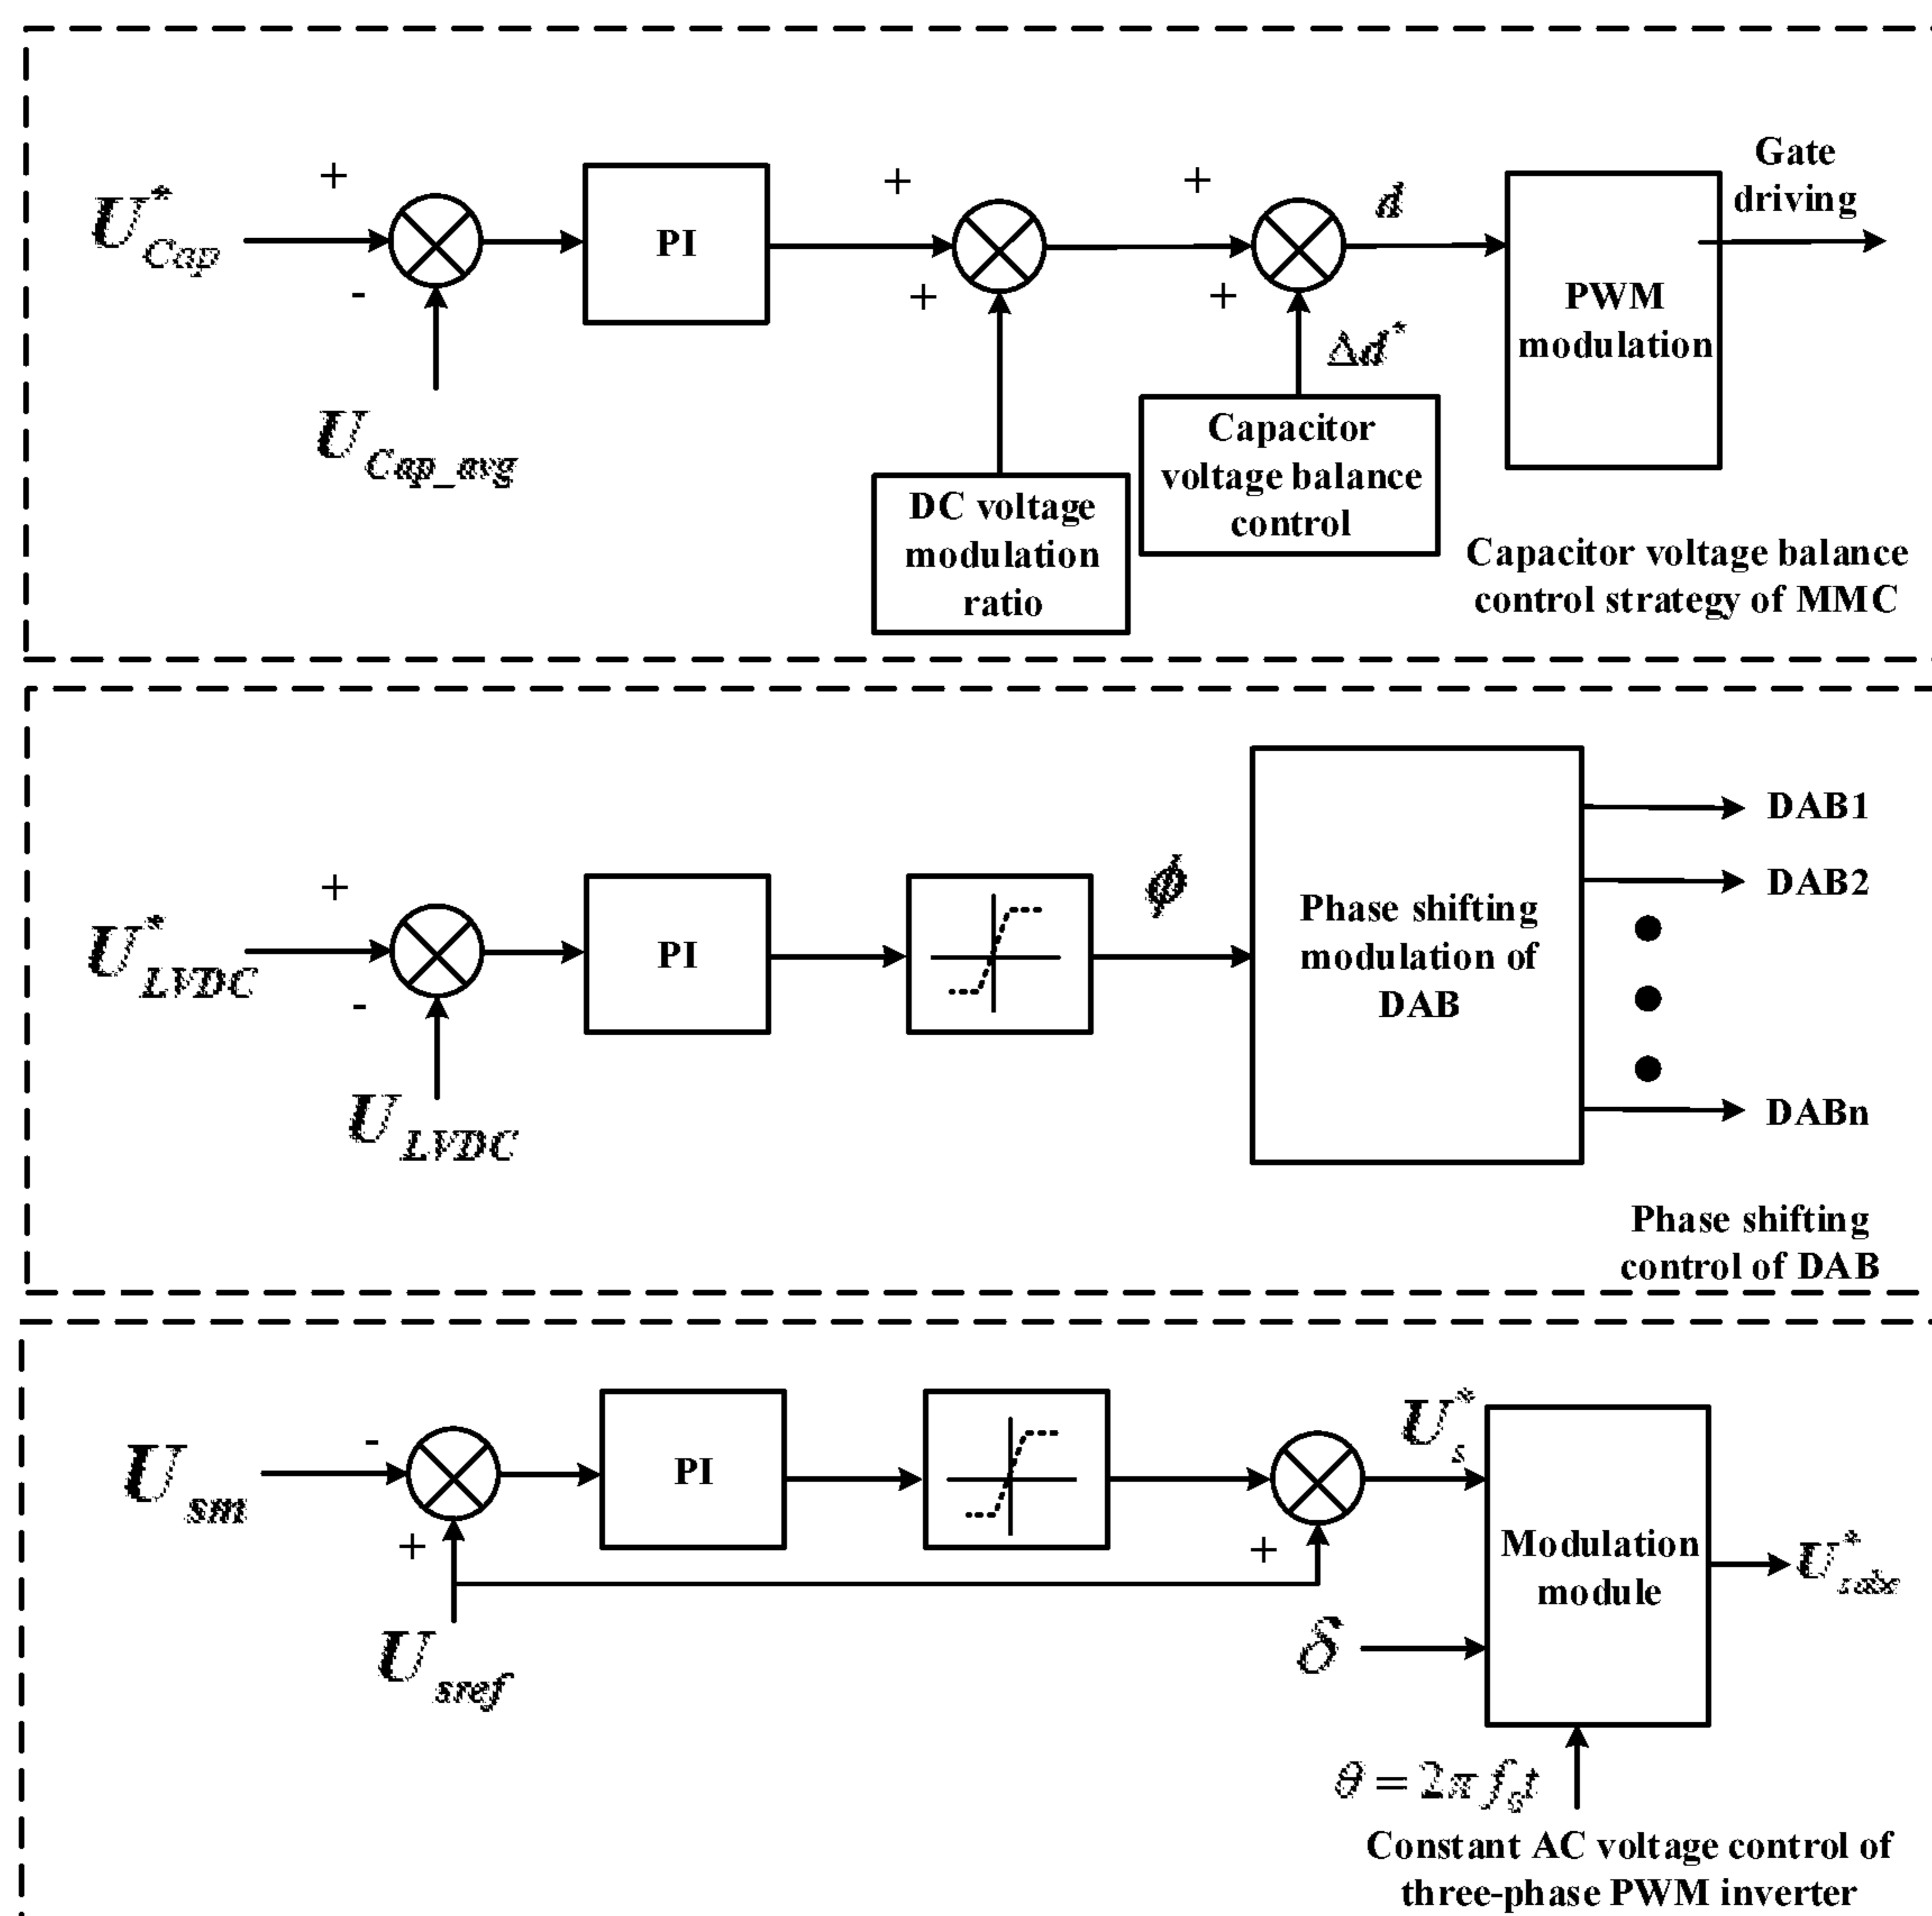 +
+
+
Gate
driving
U*Cap
PI
d
-
+
+
PWM
modulation
Δd*
UCap_avg
Capacitor
voltage balance
control
DC voltage
modulation
ratio
Capacitor voltage balance
control strategy of MMC
+
U*LVDC
PI
ϕ
Phase shifting
modulation of
DAB
DAB1
DAB2
DABn
-
ULVDC
Phase shifting
control of DAB
-
Usm
PI
U*s
Modulation
module
U*sabc
+
+
Usref
δ
θ = 2πfst
Constant AC voltage control of
three-phase PWM inverter